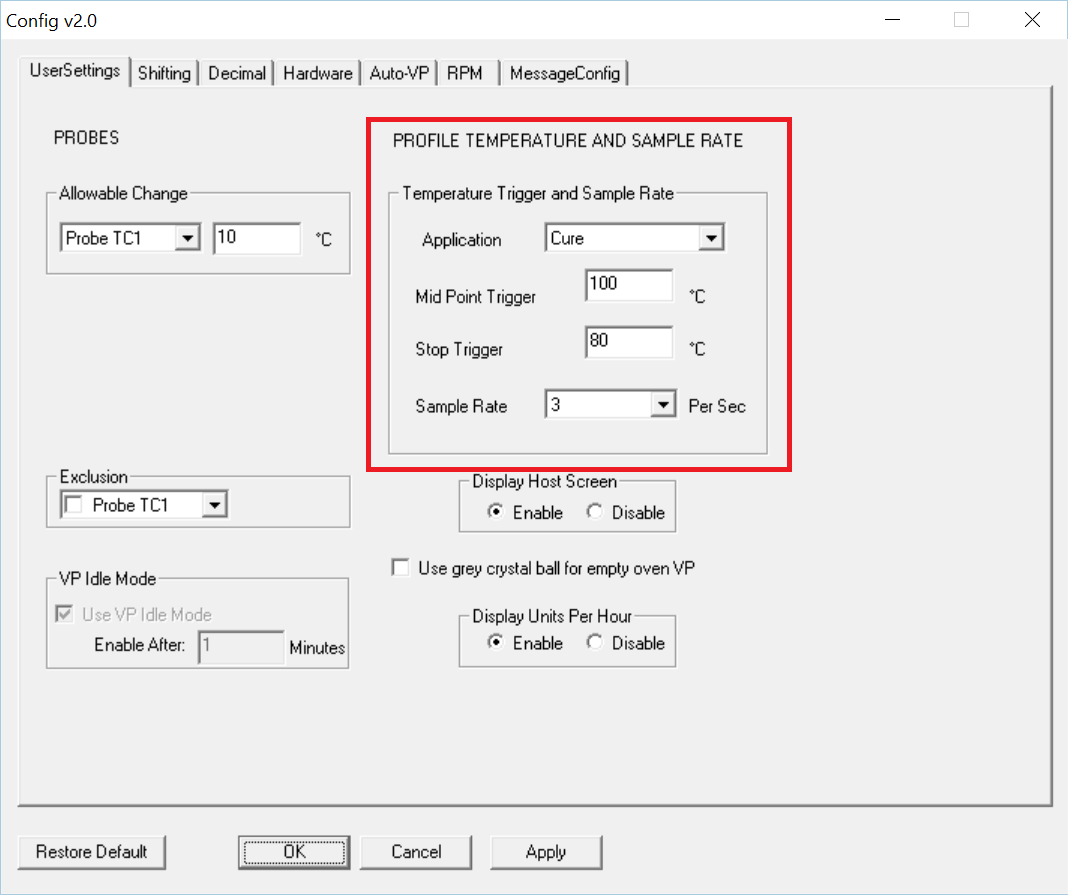 Config v2.0
UserSettings Shifting Decimal Hardware Auto-VP RPM MessageConfig
PROBES
Allowable Change
Probe TC1 10 °C
PROFILE TEMPERATURE AND SAMPLE RATE
Temperature Trigger and Sample Rate
Application Cure
Mid Point Trigger 100 °C
Stop Trigger 80 °C
Sample Rate 3 Per Sec
Exclusion
Probe TC1
Display Host Screen
Enable Disable
Use grey crystal ball for empty oven VP
VP Idle Mode
Use VP Idle Mode
Enable After: 1 Minutes
Display Units Per Hour
Enable Disable
Restore Default OK Cancel Apply